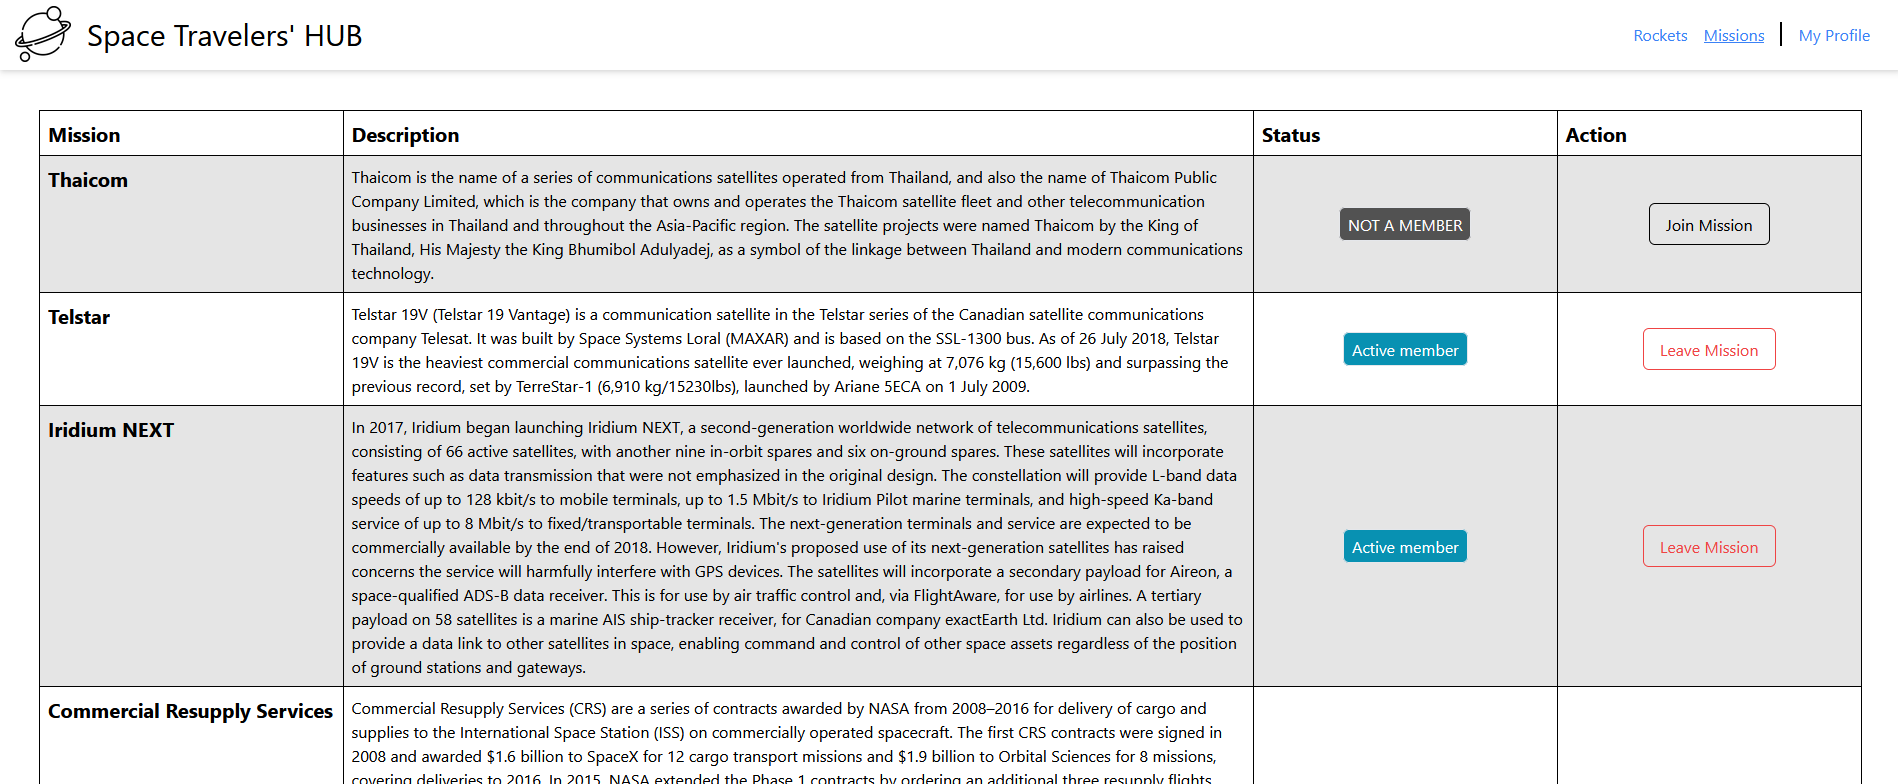 Space Travelers' HUB
Rockets Missions My Profile
Mission Description Status Action
Thaicom
Thaicom is the name of a series of communications satellites operated from Thailand, and also the name of Thaicom Public
Company Limited, which is the company that owns and operates the Thaicom satellite fleet and other telecommunication
businesses in Thailand and throughout the Asia-Pacific region. The satellite projects were named Thaicom by the King of
Thailand, His Majesty the King Bhumibol Adulyadej, as a symbol of the linkage between Thailand and modern communications
technology.
NOT A MEMBER
Join Mission
Telstar
Telstar 19V (Telstar 19 Vantage) is a communication satellite in the Telstar series of the Canadian satellite communications
company Telesat. It was built by Space Systems Loral (MAXAR) and is based on the SSL-1300 bus. As of 26 July 2018, Telstar
19V is the heaviest commercial communications satellite ever launched, weighing at 7,076 kg (15,600 lbs) and surpassing the
previous record, set by TerreStar-1 (6,910 kg/15230lbs), launched by Ariane 5ECA on 1 July 2009.
Active member
Leave Mission
Iridium NEXT
In 2017, Iridium began launching Iridium NEXT, a second-generation worldwide network of telecommunications satellites,
consisting of 66 active satellites, with another nine in-orbit spares and six on-ground spares. These satellites will incorporate
features such as data transmission that were not emphasized in the original design. The constellation will provide L-band data
speeds of up to 128 kbit/s to mobile terminals, up to 1.5 Mbit/s to Iridium Pilot marine terminals, and high-speed Ka-band
service of up to 8 Mbit/s to fixed/transportable terminals. The next-generation terminals and service are expected to be
commercially available by the end of 2018. However, Iridium's proposed use of its next-generation satellites has raised
concerns the service will harmfully interfere with GPS devices. The satellites will incorporate a secondary payload for Aireon, a
space-qualified ADS-B data receiver. This is for use by air traffic control and, via FlightAware, for use by airlines. A tertiary
payload on 58 satellites is a marine AIS ship-tracker receiver, for Canadian company exactEarth Ltd. Iridium can also be used to
provide a data link to other satellites in space, enabling command and control of other space assets regardless of the position
of ground stations and gateways.
Active member
Leave Mission
Commercial Resupply Services
Commercial Resupply Services (CRS) are a series of contracts awarded by NASA from 2008–2016 for delivery of cargo and
supplies to the International Space Station (ISS) on commercially operated spacecraft. The first CRS contracts were signed in
2008 and awarded $1.6 billion to SpaceX for 12 cargo transport missions and $1.9 billion to Orbital Sciences for 8 missions,
covering deliveries to 2016. In 2015, NASA extended the Phase 1 contracts by ordering an additional three resupply flights